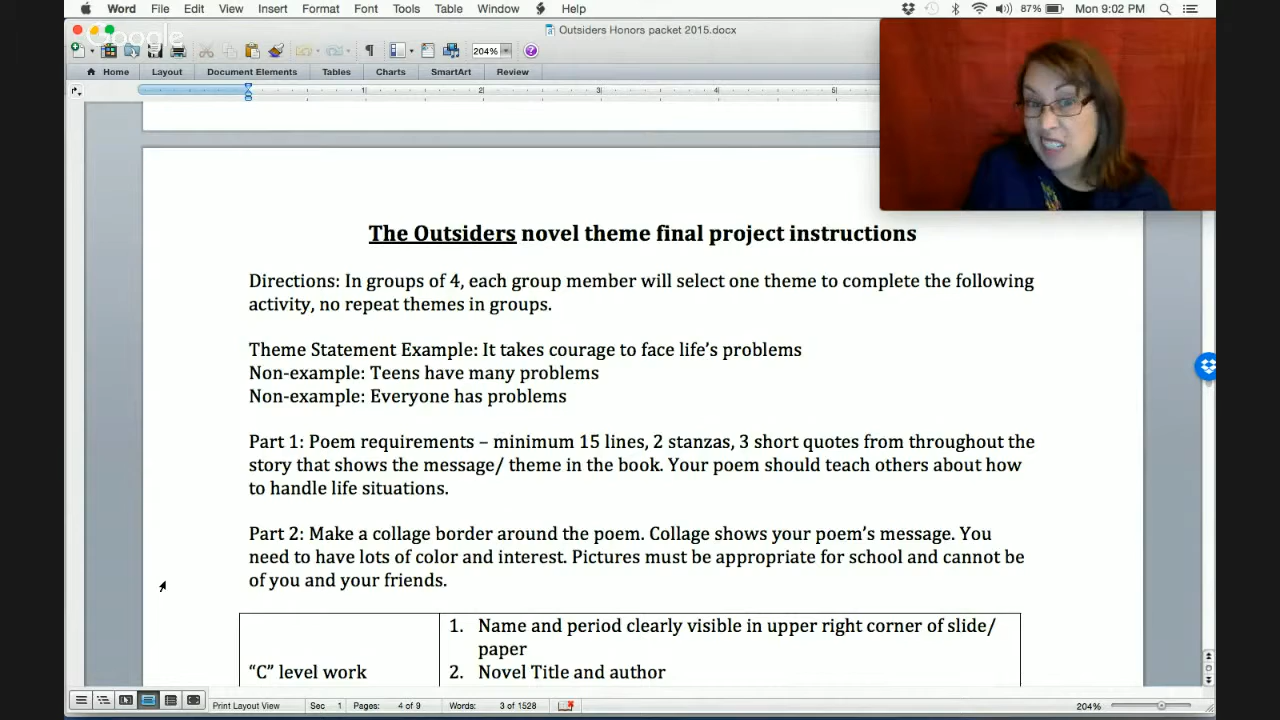 Word File Edit View Insert Format Font Tools Table Window Help 87% Mon 9:02 PM
Google
Outsiders Honors packet 2015.docx
204%
Home Layout Document Elements Tables Charts SmartArt Review
1 2 3 4 5
The Outsiders novel theme final project instructions
Directions: In groups of 4, each group member will select one theme to complete the following
activity, no repeat themes in groups.
Theme Statement Example: It takes courage to face life's problems
Non-example: Teens have many problems
Non-example: Everyone has problems
Part 1: Poem requirements – minimum 15 lines, 2 stanzas, 3 short quotes from throughout the
story that shows the message/ theme in the book. Your poem should teach others about how
to handle life situations.
Part 2: Make a collage border around the poem. Collage shows your poem's message. You
need to have lots of color and interest. Pictures must be appropriate for school and cannot be
of you and your friends.
1. Name and period clearly visible in upper right corner of slide/
paper
"C" level work 2. Novel Title and author
Print Layout View Sec 1 Pages: 4 of 9 Words: 3 of 1528 204%